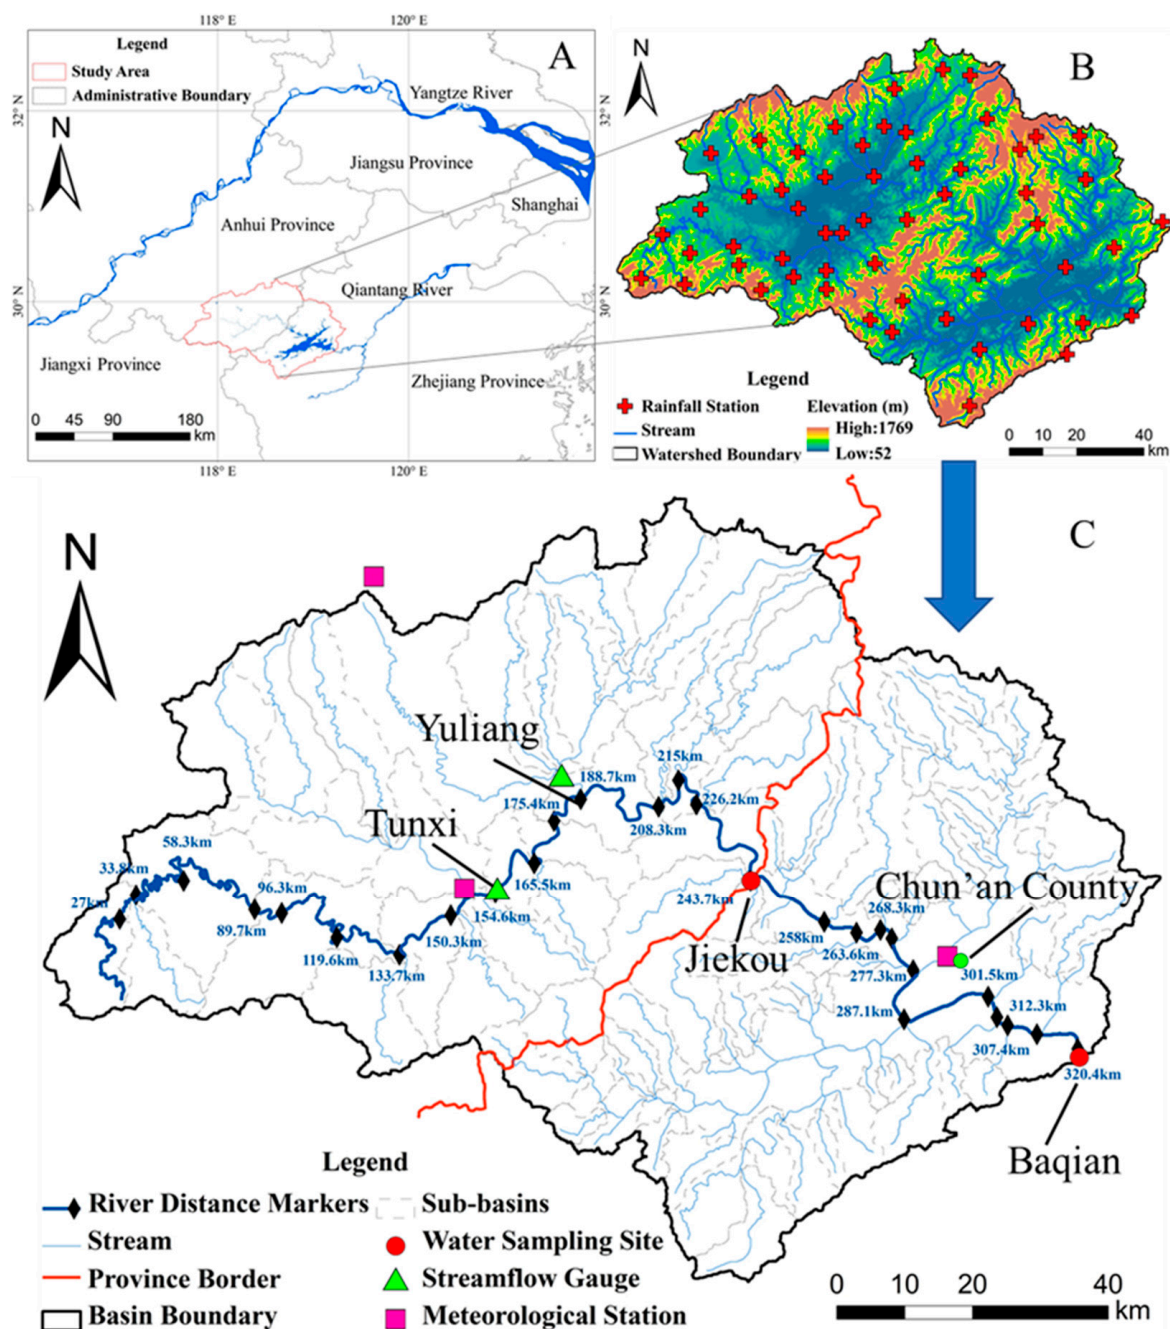 118° E
120° E
Legend
Study Area
Administrative Boundary
A
N
32° N
30° N
Yangtze River
Jiangsu Province
Shanghai
Anhui Province
Qiantang River
Jiangxi Province
Zhejiang Province
0 45 90 180
km
118° E
120° E
N
B
32° N
30° N
Legend
Rainfall Station
Stream
Watershed Boundary
Elevation (m)
High:1769
Low:52
0 10 20 40
km
C
N
Yuliang
Tunxi
Jiekou
Chun'an County
Baqian
27km
33.8km
58.3km
89.7km
96.3km
119.6km
133.7km
150.3km
154.6km
165.5km
175.4km
188.7km
208.3km
215km
226.2km
243.7km
258km
263.6km
268.3km
277.3km
287.1km
301.5km
307.4km
312.3km
320.4km
Legend
River Distance Markers
Stream
Province Border
Basin Boundary
Sub-basins
Water Sampling Site
Streamflow Gauge
Meteorological Station
0 10 20 40
km